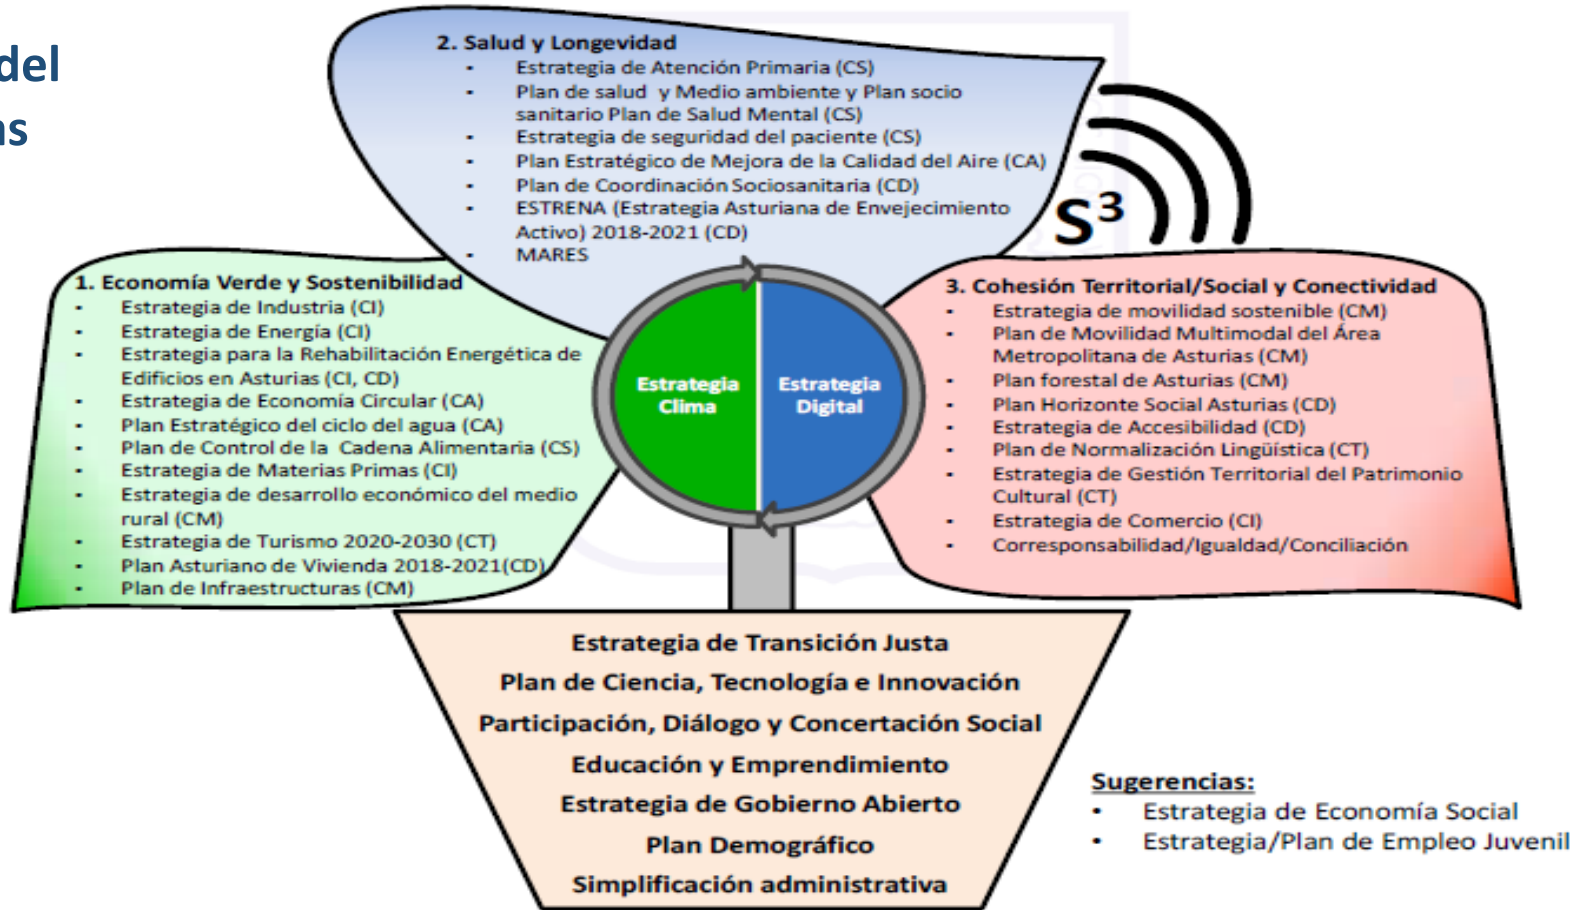 del
as
2. Salud y Longevidad
• Estrategia de Atención Primaria (CS)
• Plan de salud y Medio ambiente y Plan socio
sanitario Plan de Salud Mental (CS)
• Estrategia de seguridad del paciente (CS)
• Plan Estratégico de Mejora de la Calidad del Aire (CA)
• Plan de Coordinación Sociosanitaria (CD)
• ESTRENA (Estrategia Asturiana de Envejecimiento
Activo) 2018-2021 (CD)
• MARES
S³
1. Economía Verde y Sostenibilidad
• Estrategia de Industria (CI)
• Estrategia de Energía (CI)
• Estrategia para la Rehabilitación Energética de
Edificios en Asturias (CI, CD)
• Estrategia de Economía Circular (CA)
• Plan Estratégico del ciclo del agua (CA)
• Plan de Control de la Cadena Alimentaria (CS)
• Estrategia de Materias Primas (CI)
• Estrategia de desarrollo económico del medio
rural (CM)
• Estrategia de Turismo 2020-2030 (CT)
• Plan Asturiano de Vivienda 2018-2021(CD)
• Plan de Infraestructuras (CM)
Estrategia
Clima
Estrategia
Digital
3. Cohesión Territorial/Social y Conectividad
• Estrategia de movilidad sostenible (CM)
• Plan de Movilidad Multimodal del Área
Metropolitana de Asturias (CM)
• Plan forestal de Asturias (CM)
• Plan Horizonte Social Asturias (CD)
• Estrategia de Accesibilidad (CD)
• Plan de Normalización Lingüística (CT)
• Estrategia de Gestión Territorial del Patrimonio
Cultural (CT)
• Estrategia de Comercio (CI)
• Corresponsabilidad/Igualdad/Conciliación
Estrategia de Transición Justa
Plan de Ciencia, Tecnología e Innovación
Participación, Diálogo y Concertación Social
Educación y Emprendimiento
Estrategia de Gobierno Abierto
Plan Demográfico
Simplificación administrativa
Sugerencias:
• Estrategia de Economía Social
• Estrategia/Plan de Empleo Juvenil